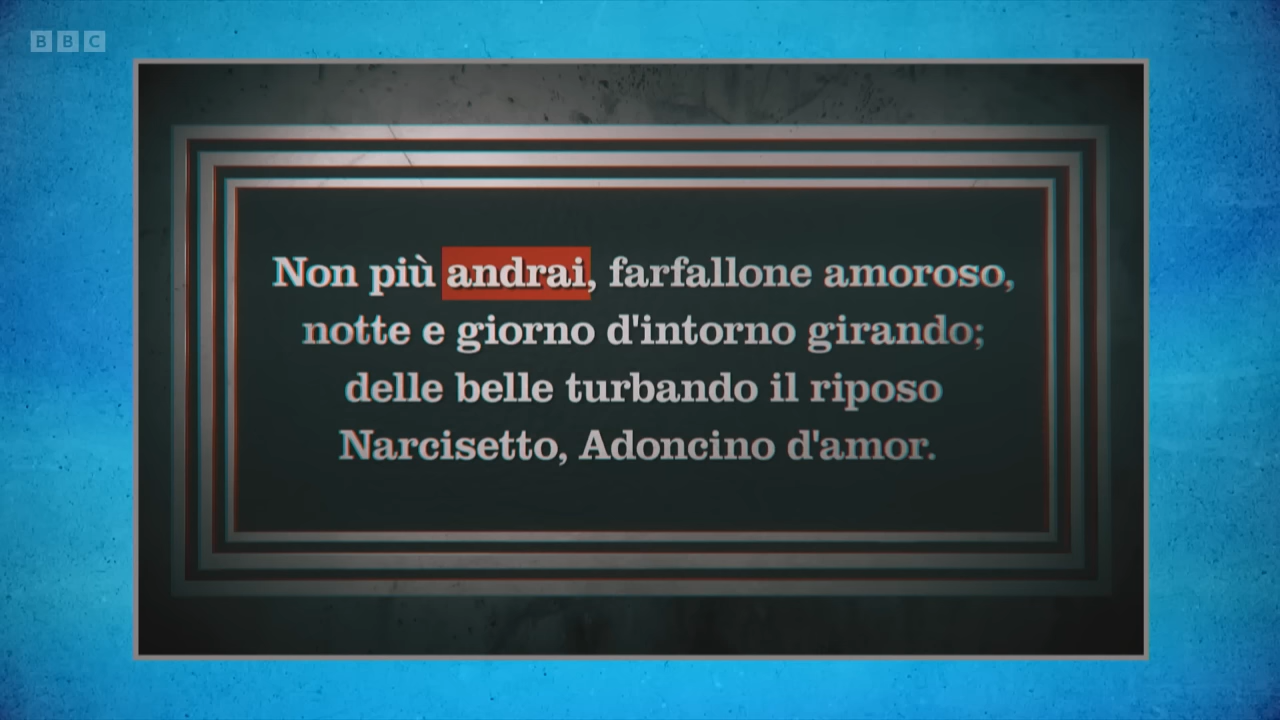 BBC
Non più andrai, farfallone amoroso,
notte e giorno d'intorno girando;
delle belle turbando il riposo
Narcisetto, Adoncino d'amor.